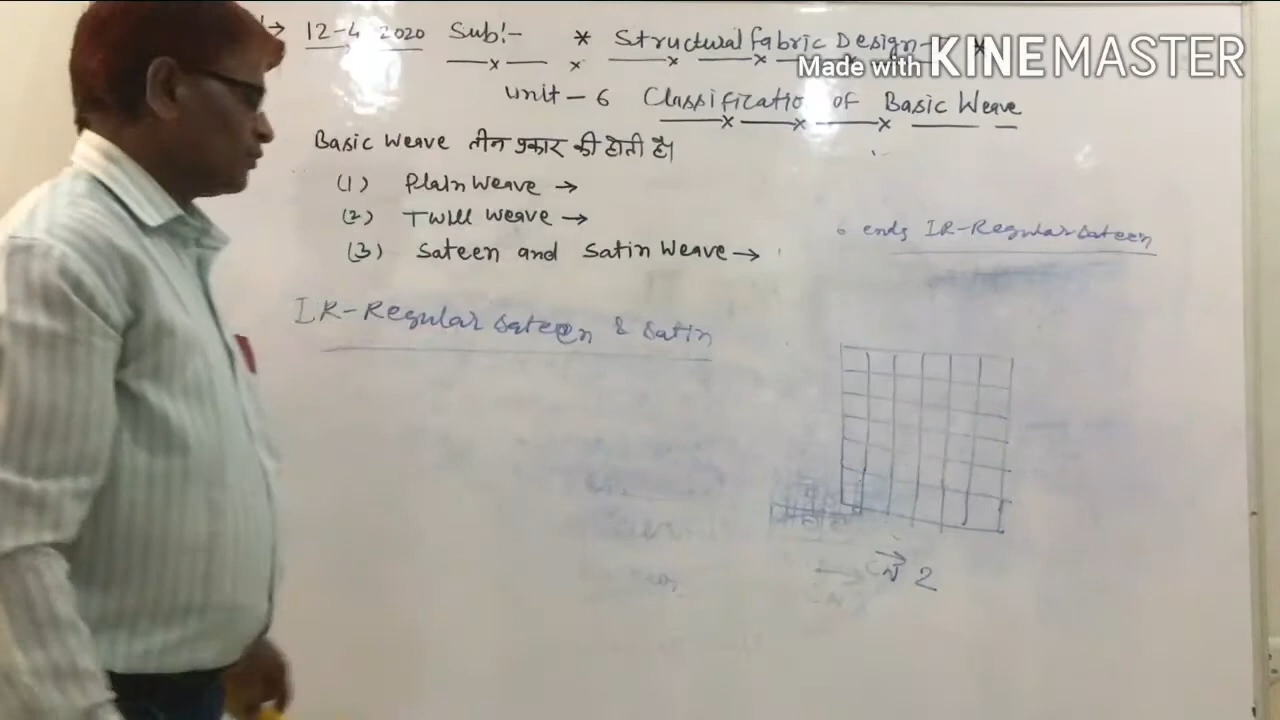 12-4 2020 Sub:- * Structural Fabric Design-
Made with KINEMASTER
Unit-6 Classificatio of Basic Weave
Basic Weave तीन प्रकार की होती है।
(1) Plain Weave →
(2) Twill Weave →
(3) Sateen and Satin Weave →
6 ends IR-Regular Sateen
IR-Regular Sateen & Satin
2